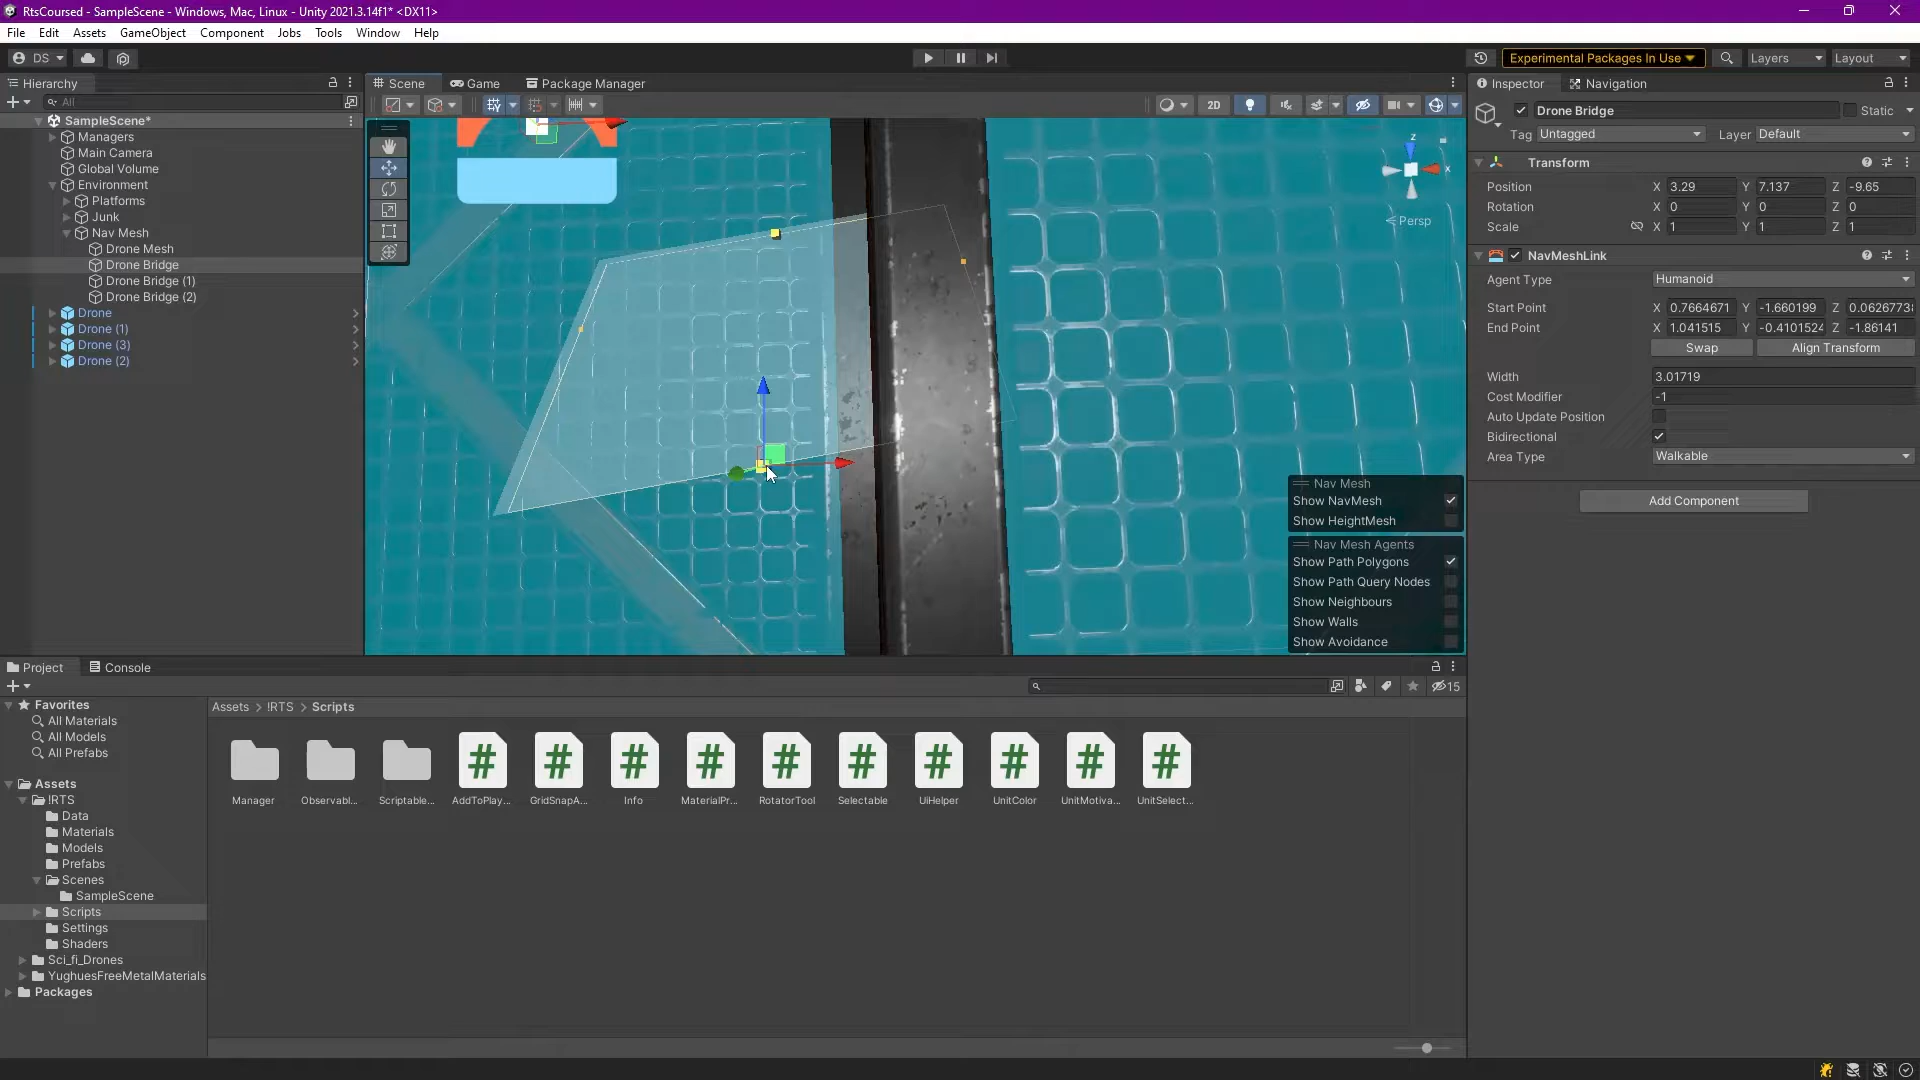 RtsCoursed - SampleScene - Windows, Mac, Linux - Unity 2021.3.14f1* <DX11>
File Edit Assets GameObject Component Jobs Tools Window Help
DS
Experimental Packages In Use
Layers
Layout
Hierarchy
All
SampleScene*
Managers
Main Camera
Global Volume
Environment
Platforms
Junk
Nav Mesh
Drone Mesh
Drone Bridge
Drone Bridge (1)
Drone Bridge (2)
Drone
Drone (1)
Drone (3)
Drone (2)
Scene Game Package Manager
2D
z
x
Persp
Nav Mesh
Show NavMesh
Show HeightMesh
Nav Mesh Agents
Show Path Polygons
Show Path Query Nodes
Show Neighbours
Show Walls
Show Avoidance
Inspector Navigation
Drone Bridge Static
Tag Untagged Layer Default
Transform
Position X 3.29 Y 7.137 Z -9.65
Rotation X 0 Y 0 Z 0
Scale X 1 Y 1 Z 1
NavMeshLink
Agent Type Humanoid
Start Point X 0.7664671 Y -1.660199 Z 0.0626773
End Point X 1.041515 Y -0.4101524 Z -1.86141
Swap Align Transform
Width 3.01719
Cost Modifier -1
Auto Update Position
Bidirectional
Area Type Walkable
Add Component
Project Console
15
Favorites
All Materials
All Models
All Prefabs
Assets
!RTS
Data
Materials
Models
Prefabs
Scenes
SampleScene
Scripts
Settings
Shaders
Sci_fi_Drones
YughuesFreeMetalMaterials
Packages
Assets > !RTS > Scripts
Manager Observabl... Scriptable... AddToPlay... GridSnapA... Info MaterialPr... RotatorTool Selectable UiHelper UnitColor UnitMotiva... UnitSelect...